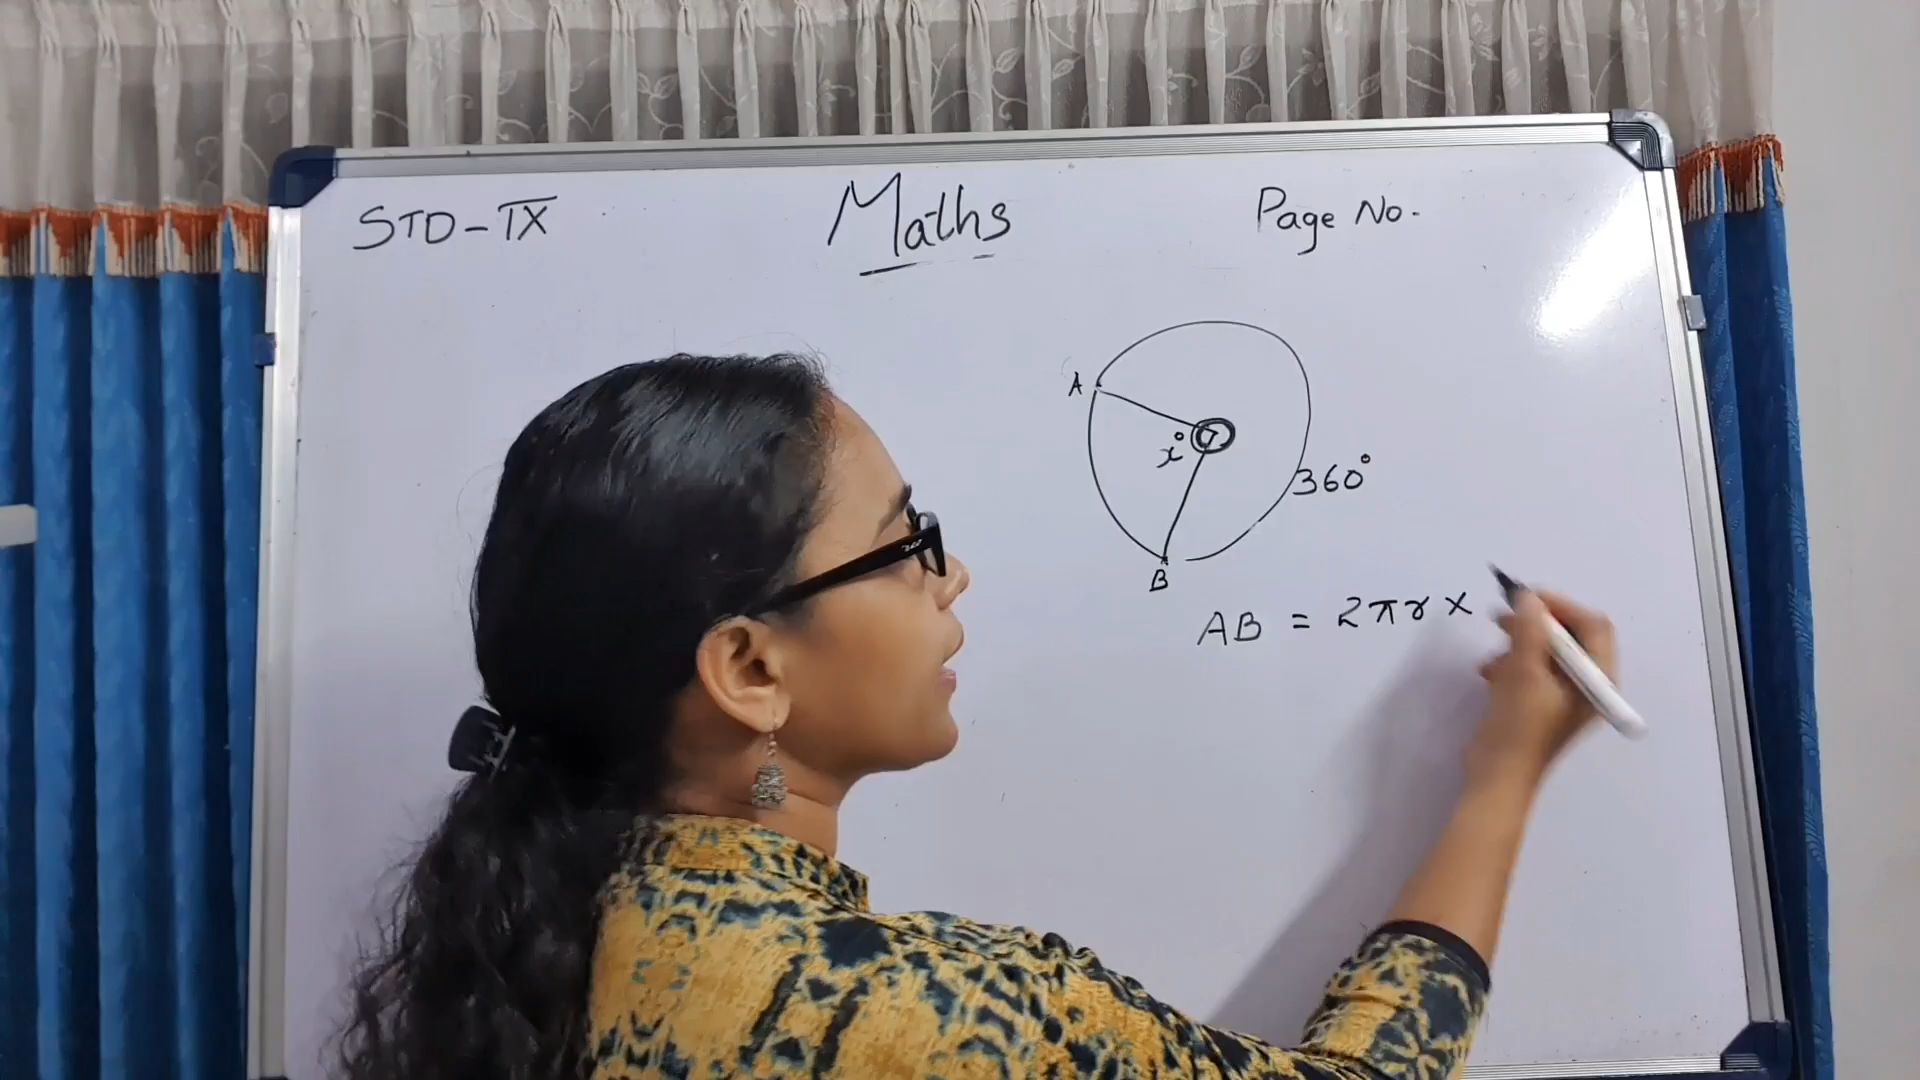 STD-IX
Maths
Page No.
A
x°
360°
B
AB = 2πr×